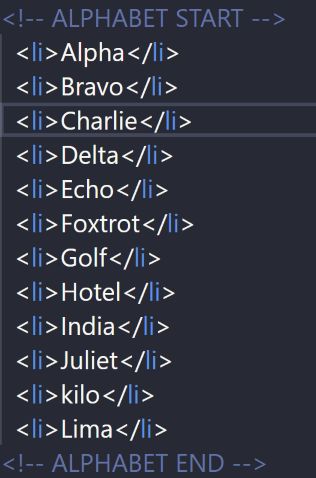 <!-- ALPHABET START -->
<li>Alpha</li>
<li>Bravo</li>
<li>Charlie</li>
<li>Delta</li>
<li>Echo</li>
<li>Foxtrot</li>
<li>Golf</li>
<li>Hotel</li>
<li>India</li>
<li>Juliet</li>
<li>kilo</li>
<li>Lima</li>
<!-- ALPHABET END -->